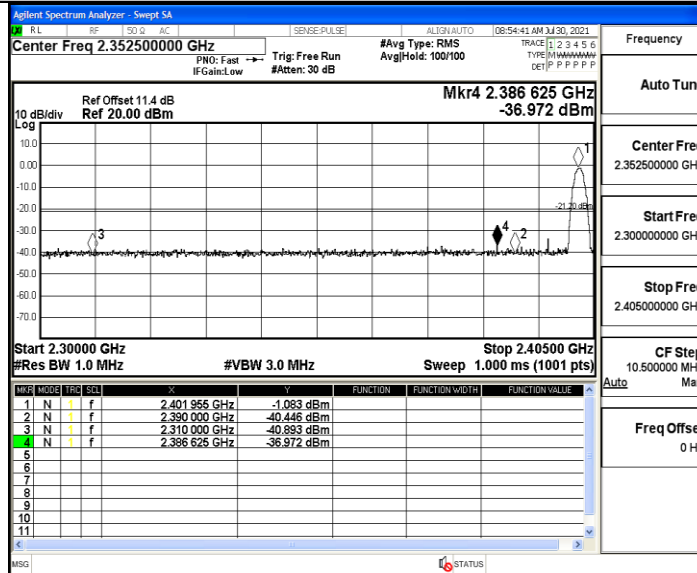 Agilent Spectrum Analyzer - Swept SA
RL RF 50 Ω AC SENSE:PULSE ALIGN AUTO 08:54:41 AM Jul 30, 2021
Center Freq 2.352500000 GHz
PNO: Fast
IFGain:Low
Trig: Free Run
#Atten: 30 dB
#Avg Type: RMS
Avg|Hold: 100/100
TRACE 1 2 3 4 5 6
TYPE MWWWWW
DET P P P P P P
Ref Offset 11.4 dB
10 dB/div Ref 20.00 dBm
Log
Mkr4 2.386 625 GHz
-36.972 dBm
10.0
0.00
-10.0
-20.0
-30.0
-40.0
-50.0
-60.0
-70.0
1
-21.20 dBm
3
4
2
Start 2.30000 GHz Stop 2.40500 GHz
#Res BW 1.0 MHz #VBW 3.0 MHz Sweep 1.000 ms (1001 pts)
MKR MODE TRC SCL X Y FUNCTION FUNCTION WIDTH FUNCTION VALUE
1 N 1 f 2.401 955 GHz -1.083 dBm
2 N 1 f 2.390 000 GHz -40.446 dBm
3 N 1 f 2.310 000 GHz -40.893 dBm
4 N 1 f 2.386 625 GHz -36.972 dBm
5
6
7
8
9
10
11
MSG STATUS
Frequency
Auto Tun
Center Fre
2.352500000 GH
Start Fre
2.300000000 GH
Stop Fre
2.405000000 GH
CF Ste
10.500000 MH
Auto Ma
Freq Offse
0 H